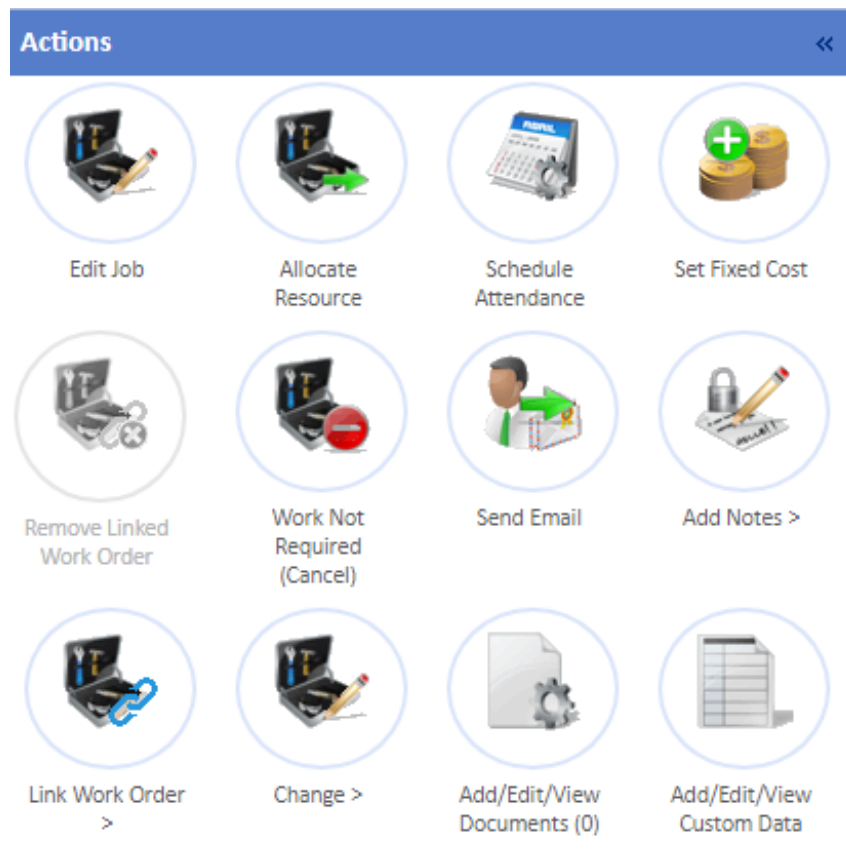 Actions
«
Edit Job
Allocate
Resource
Schedule
Attendance
Set Fixed Cost
Remove Linked
Work Order
Work Not
Required
(Cancel)
Send Email
Add Notes >
Link Work Order
>
Change >
Add/Edit/View
Documents (0)
Add/Edit/View
Custom Data